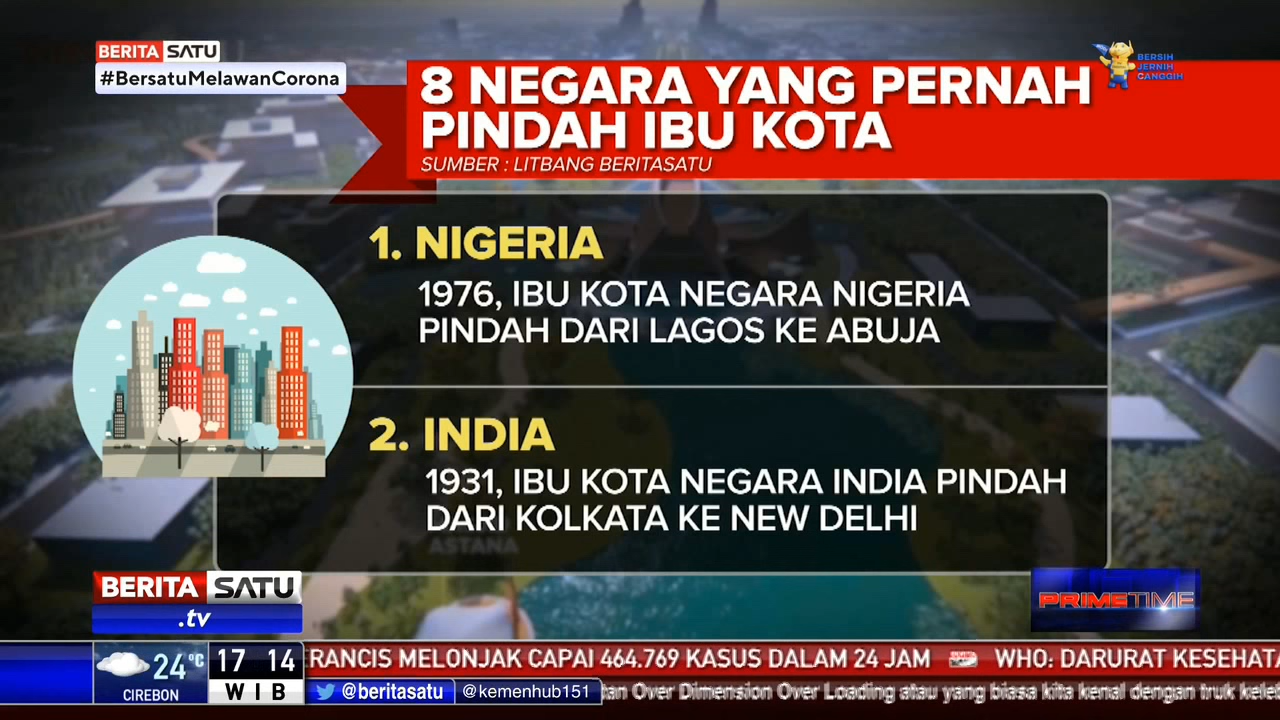 BERITA SATU
#BersatuMelawanCorona
BERSIH
JERNIH
CANGGIH
8 NEGARA YANG PERNAH
PINDAH IBU KOTA
SUMBER : LITBANG BERITASATU
1. NIGERIA
1976, IBU KOTA NEGARA NIGERIA
PINDAH DARI LAGOS KE ABUJA
2. INDIA
1931, IBU KOTA NEGARA INDIA PINDAH
DARI KOLKATA KE NEW DELHI
ASTANA
BERITA SATU
.tv
PRIMETIME
24°C
CIREBON
17 14
WIB
RANCIS MELONJAK CAPAI 464.769 KASUS DALAM 24 JAM WHO: DARURAT KESEHATA
@beritasatu @kemenhub151 Over Dimension Over Loading atau yang biasa kita kenal dengan truk keleb